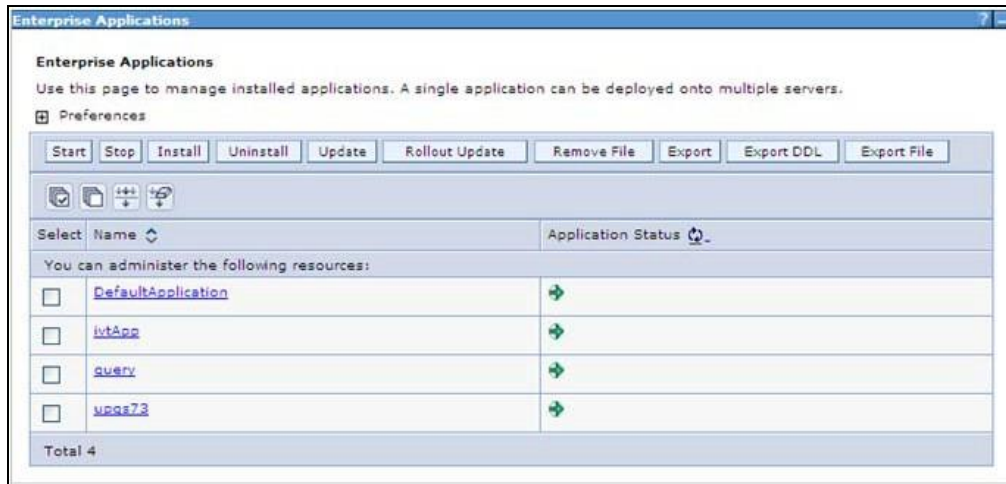 Enterprise Applications ? -
Enterprise Applications
Use this page to manage installed applications. A single application can be deployed onto multiple servers.
+ Preferences
Start Stop Install Uninstall Update Rollout Update Remove File Export Export DDL Export File
Select Name Application Status
You can administer the following resources:
DefaultApplication
ivtApp
query
upgs73
Total 4